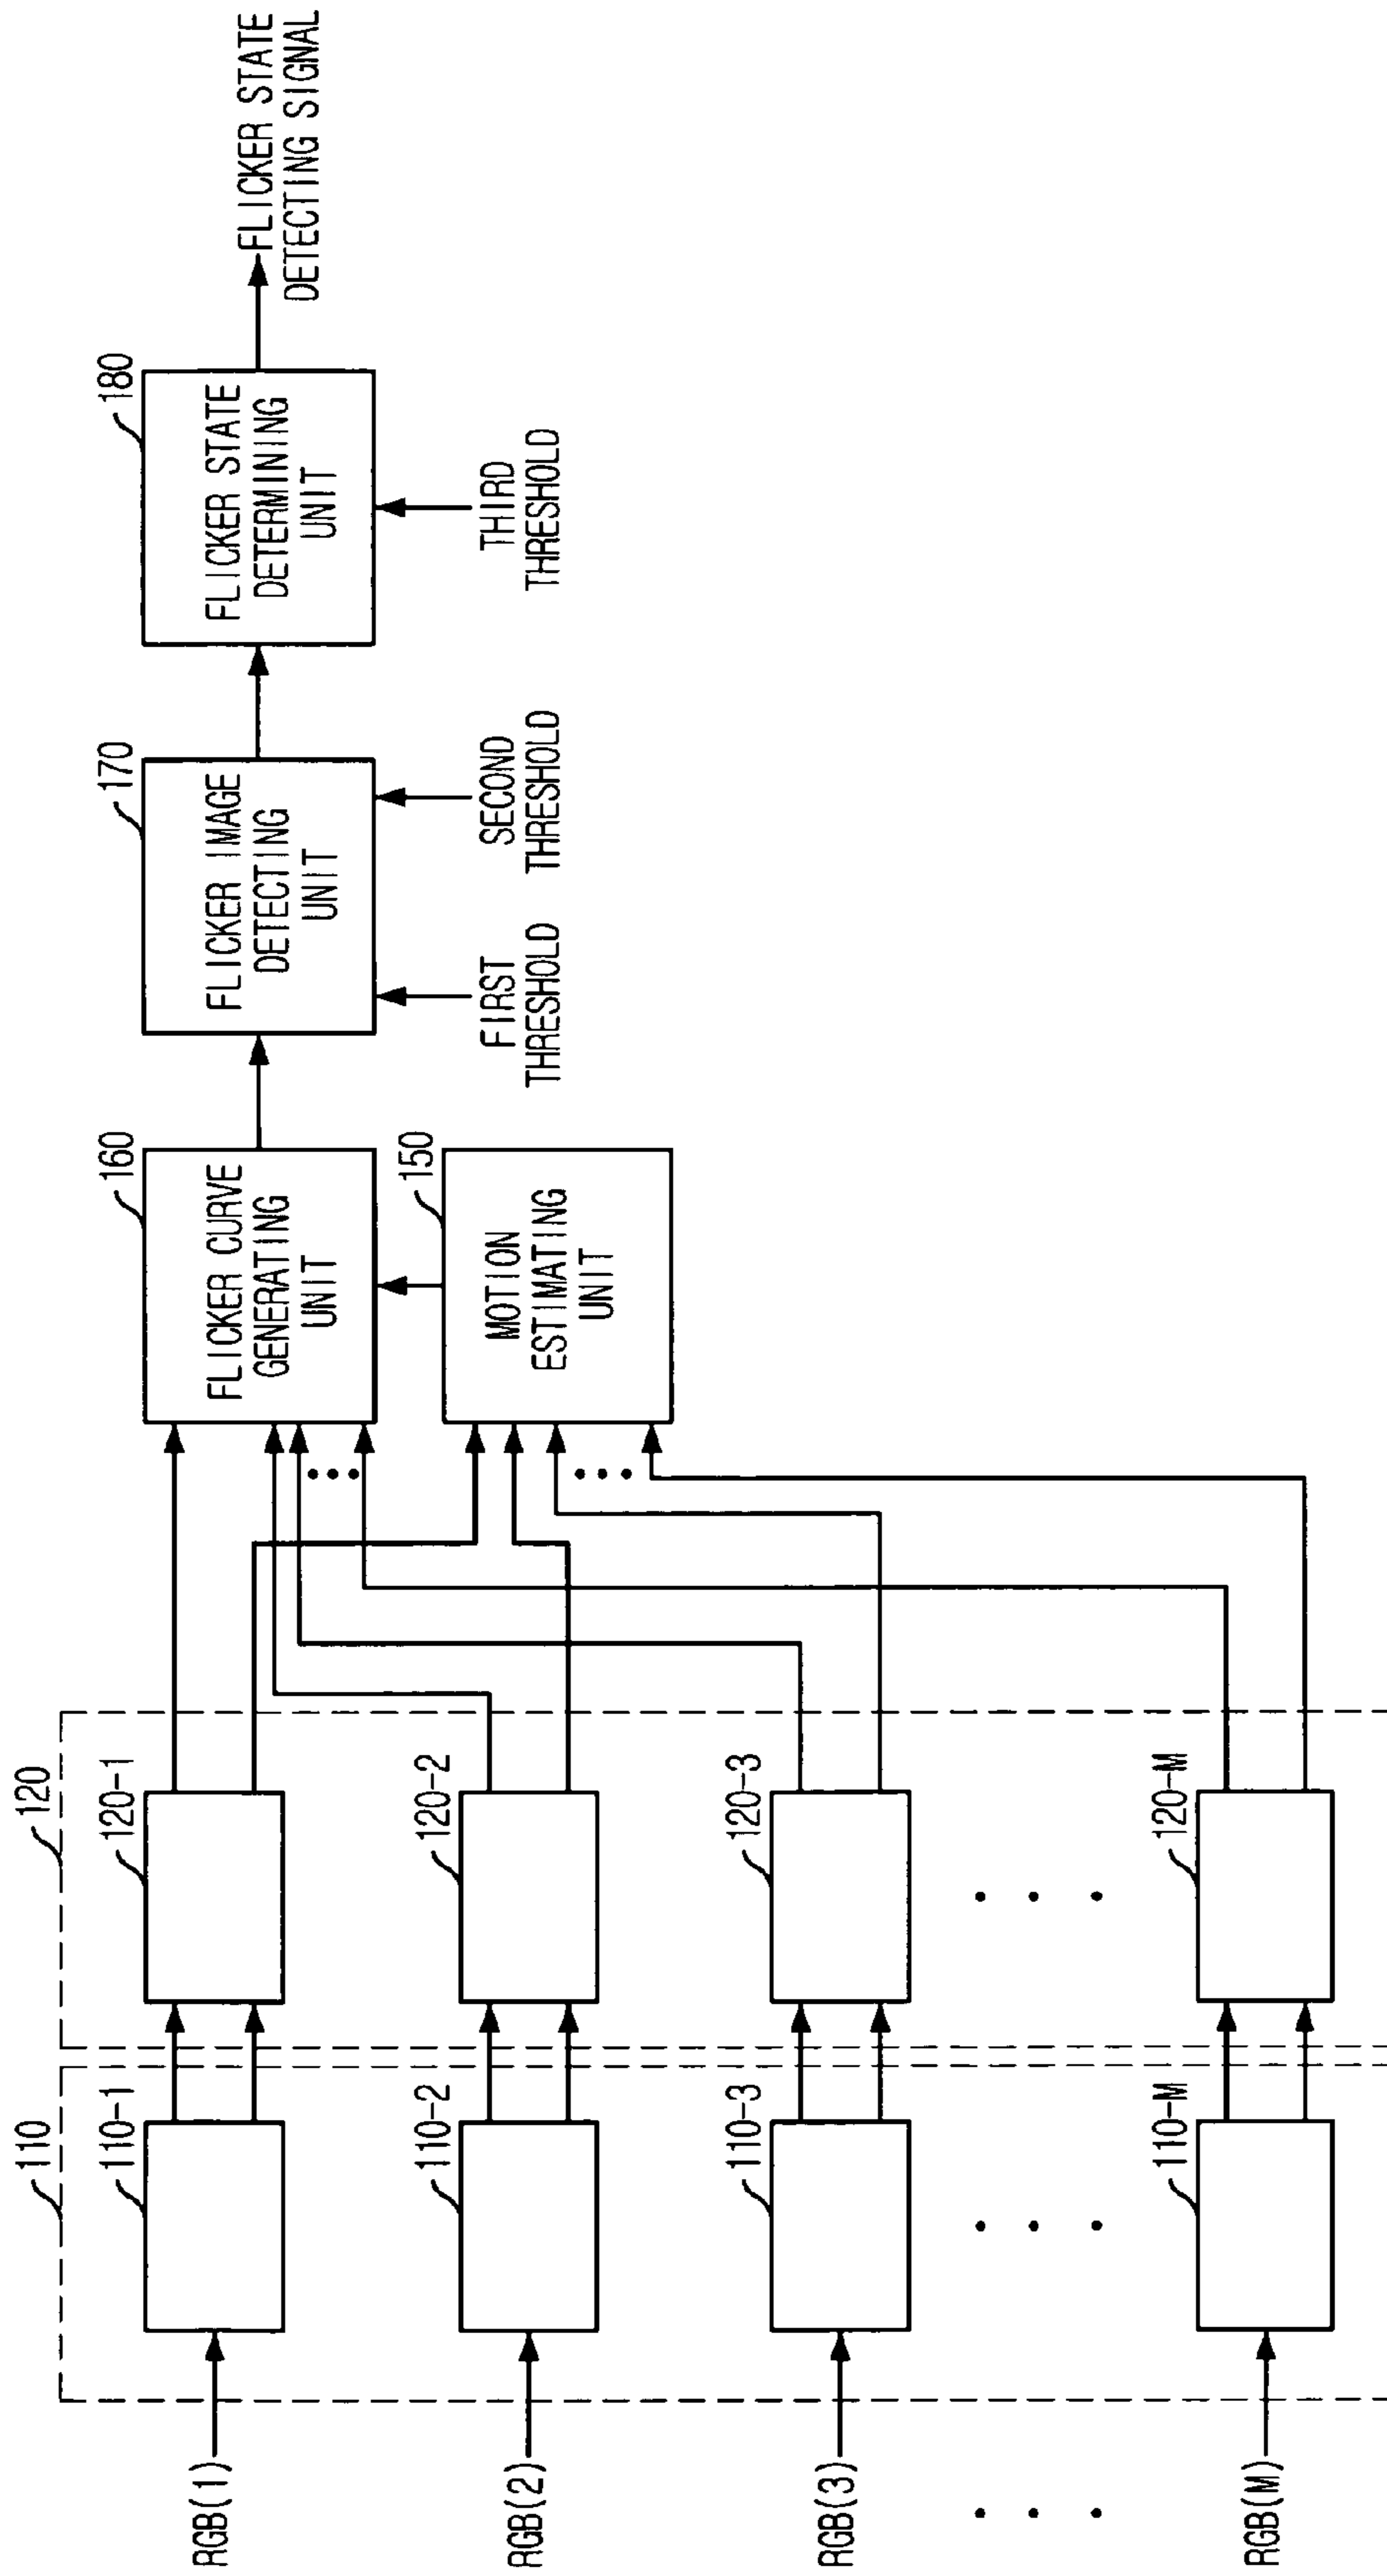 110
110-1
120
120-1
160
FLICKER CURVE
GENERATING
UNIT
170
FLICKER IMAGE
DETECTING
UNIT
180
FLICKER STATE
DETERMINING
UNIT
FLICKER STATE
DETECTING SIGNAL
RGB(1)
110-2
120-2
150
MOTION
ESTIMATING
UNIT
FIRST
THRESHOLD
SECOND
THRESHOLD
THIRD
THRESHOLD
RGB(2)
110-3
120-3
RGB(3)
110-M
120-M
RGB(M)